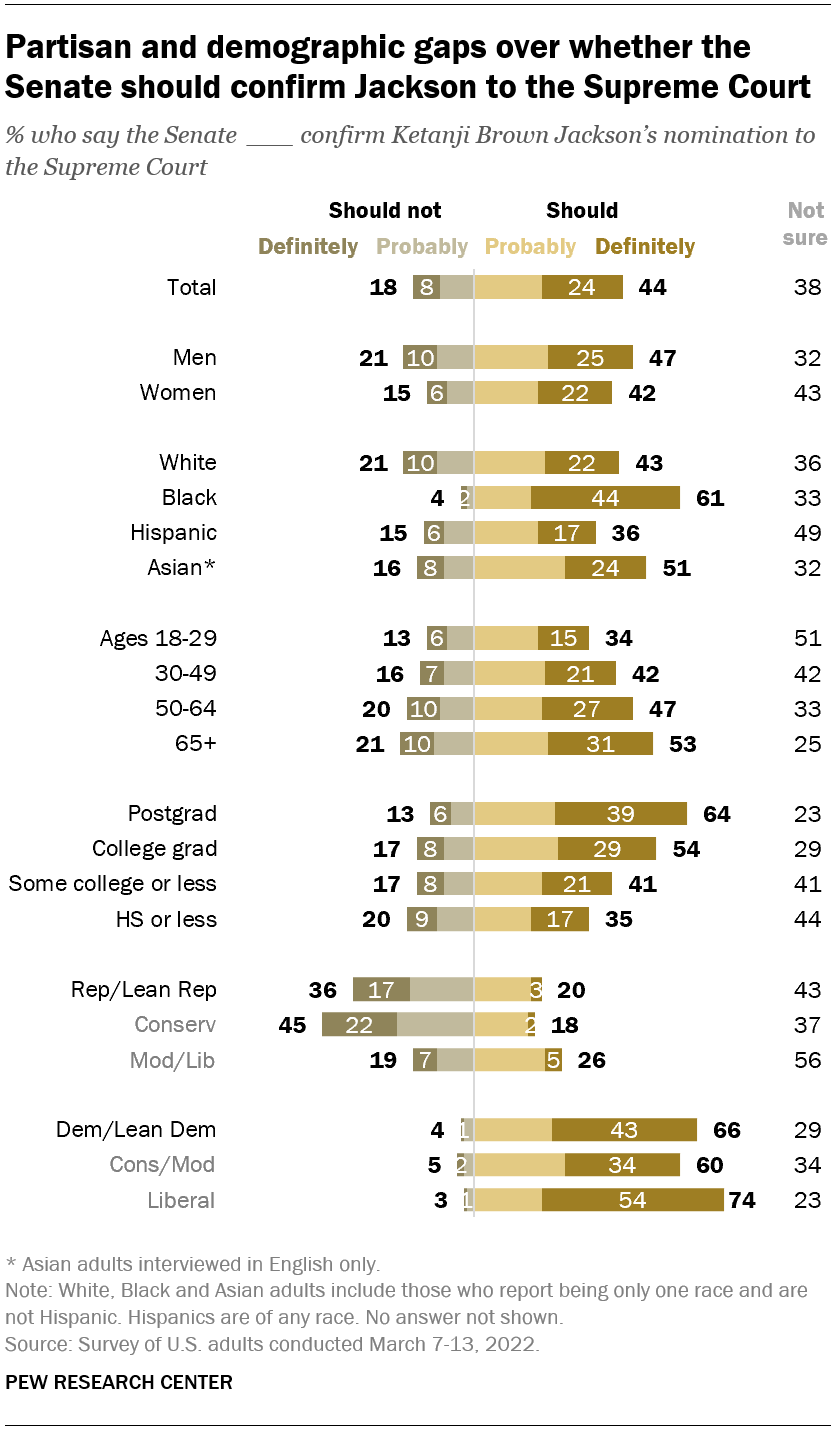 Partisan and demographic gaps over whether the
Senate should confirm Jackson to the Supreme Court
% who say the Senate ___ confirm Ketanji Brown Jackson's nomination to
the Supreme Court
Should not Should Not
sure
Definitely Probably Probably Definitely
Total 18 8 24 44 38
Men 21 10 25 47 32
Women 15 6 22 42 43
White 21 10 22 43 36
Black 4 2 44 61 33
Hispanic 15 6 17 36 49
Asian* 16 8 24 51 32
Ages 18-29 13 6 15 34 51
30-49 16 7 21 42 42
50-64 20 10 27 47 33
65+ 21 10 31 53 25
Postgrad 13 6 39 64 23
College grad 17 8 29 54 29
Some college or less 17 8 21 41 41
HS or less 20 9 17 35 44
Rep/Lean Rep 36 17 3 20 43
Conserv 45 22 2 18 37
Mod/Lib 19 7 5 26 56
Dem/Lean Dem 4 1 43 66 29
Cons/Mod 5 2 34 60 34
Liberal 3 1 54 74 23
* Asian adults interviewed in English only.
Note: White, Black and Asian adults include those who report being only one race and are
not Hispanic. Hispanics are of any race. No answer not shown.
Source: Survey of U.S. adults conducted March 7-13, 2022.
PEW RESEARCH CENTER